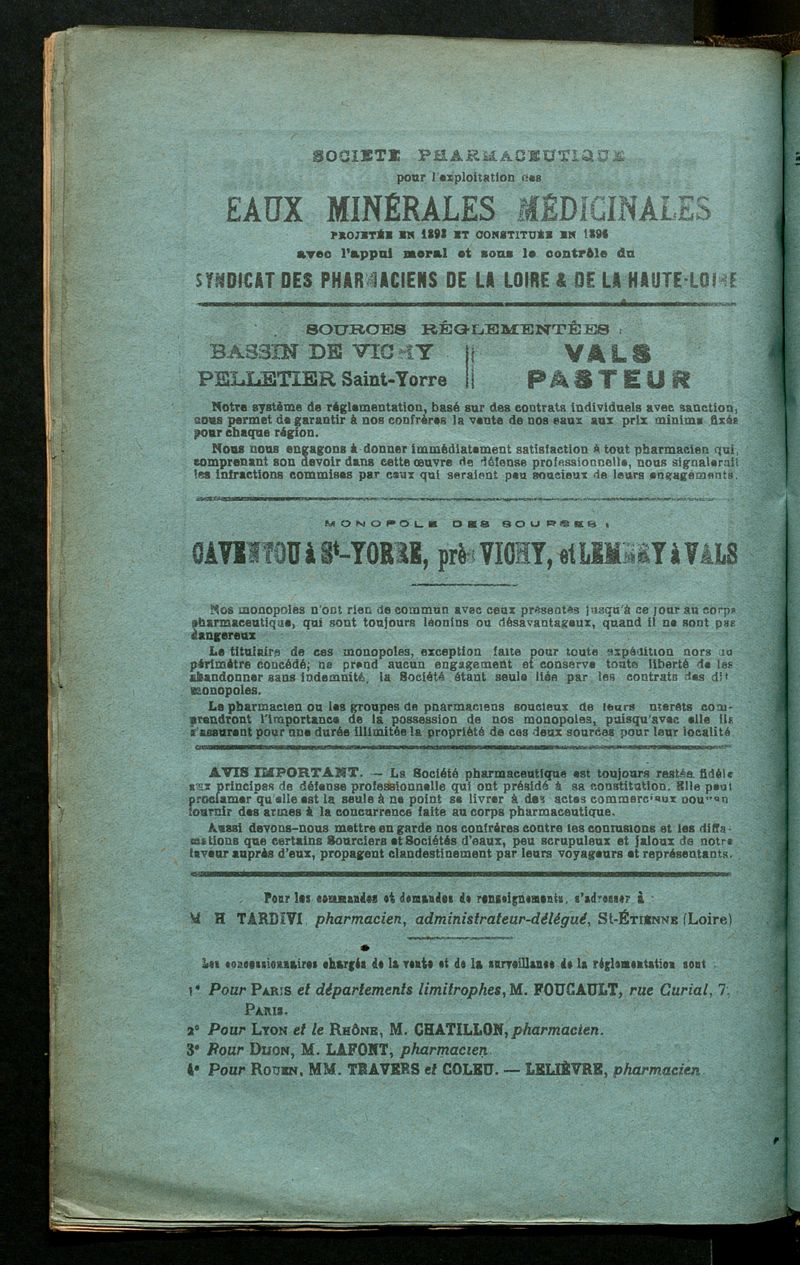 SOCIETE PHARMACEUTIQUE
pour l'exploitation des
EAUX MINÉRALES MÉDICINALES
PROJETÉE EN 1893 ET CONSTITUÉE EN 1896
avec l'appui moral et sous le contrôle du
SYNDICAT DES PHARMACIENS DE LA LOIRE & DE LA HAUTE-LOIRE
SOURCES RÉGLEMENTÉES :
BASSIN DE VICHY
PELLETIER Saint-Yorre
VALS
PASTEUR
Notre système de réglementation, basé sur des contrats individuels avec sanction,
nous permet de garantir à nos confrères la vente de nos eaux aux prix minima fixés
pour chaque région.
Nous nous engageons à donner immédiatement satisfaction à tout pharmacien qui,
comprenant son devoir dans cette œuvre de défense professionnelle, nous signalerait
les infractions commises par ceux qui seraient peu soucieux de leurs engagements.
MONOPOLE DES SOURCES :
CAVENTOU à St-YORRE, près VICHY, et LEMERY à VALS
Nos monopoles n'ont rien de commun avec ceux présentés jusqu'à ce jour au corps
pharmaceutique, qui sont toujours léonins ou désavantageux, quand il ne sont pas
dangereux
Le titulaire de ces monopoles, exception faite pour toute expédition hors du
périmètre concédé; ne prend aucun engagement et conserve toute liberté de les
abandonner sans indemnité, la Société étant seule liée par les contrats des dit
monopoles.
Le pharmacien ou les groupes de pharmaciens soucieux de leurs nterêts com-
prendront l'importance de la possession de nos monopoles, puisqu'avec elle ils
s'assurent pour une durée illimitée la propriété de ces deux sources pour leur localité
AVIS IMPORTANT. — La Société pharmaceutique est toujours restée fidèle
aux principes de défense professionnelle qui ont présidé à sa constitution. Elle peut
proclamer qu'elle est la seule à ne point se livrer à des actes commerciaux pouvan
fournir des armes à la concurrence faite au corps pharmaceutique.
Aussi devons-nous mettre en garde nos confrères contre les confusions et les diffa-
mations que certains Sourciers et Sociétés d'eaux, peu scrupuleux et jaloux de notre
faveur auprès d'eux, propagent clandestinement par leurs voyageurs et représentants.
Pour les commandes et demandes de renseignements, s'adresser à
M H TARDIVI pharmacien, administrateur-délégué, St-ÉTIENNE (Loire)
Les concessionnaires chargés de la vente et de la surveillance de la réglementation sont :
1° Pour PARIS et départements limitrophes, M. FOUCAULT, rue Curial, 7.
PARIS.
2° Pour LYON et le RHÔNE, M. CHATILLON, pharmacien.
3° Rour DIJON, M. LAFONT, pharmacien
4° Pour ROUEN, MM. TRAVERS et COLEU. — LELIÈVRE, pharmacien